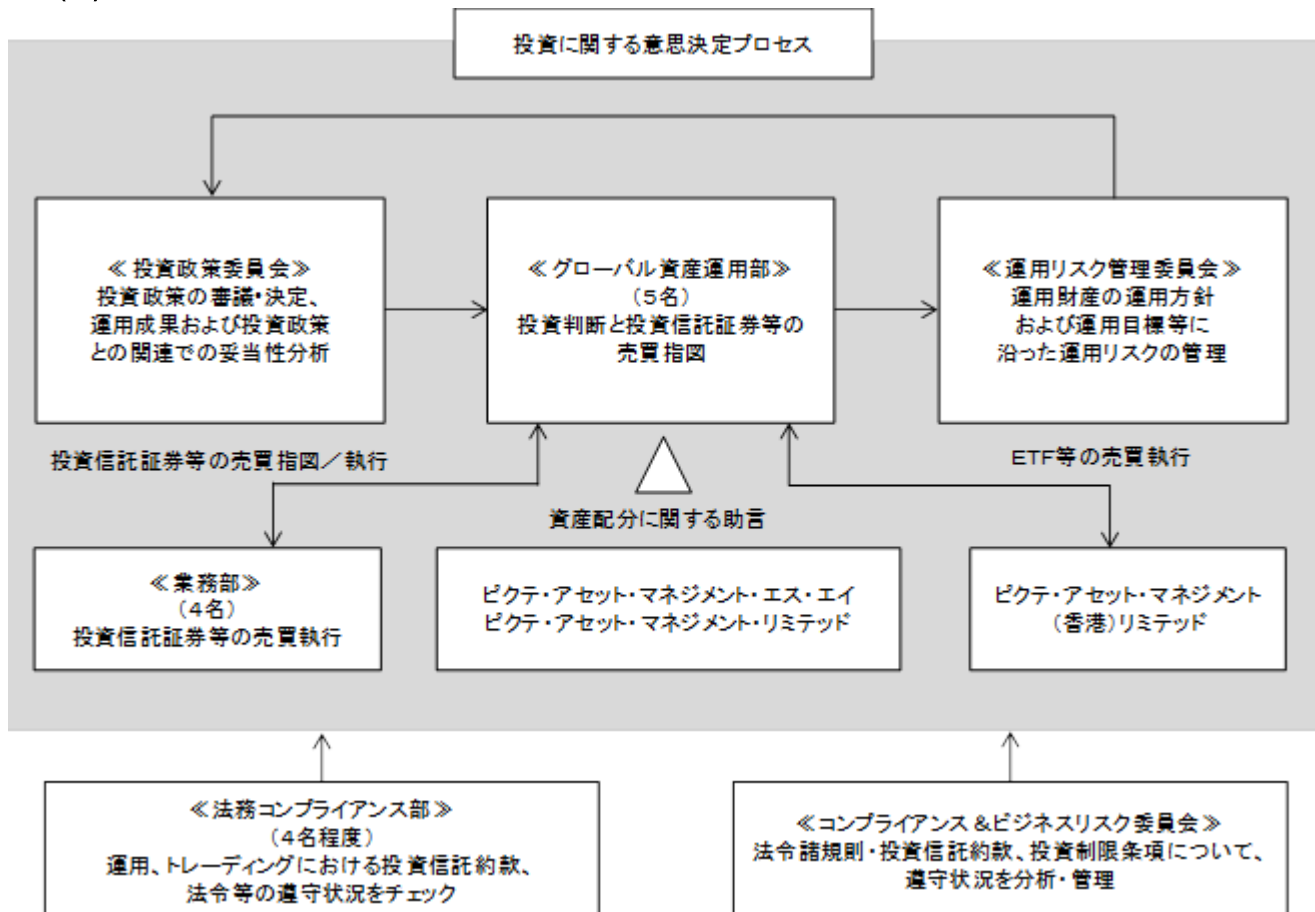 投資に関する意思決定プロセス
≪投資政策委員会≫
投資政策の審議・決定、
運用成果および投資政策
との関連での妥当性分析
≪グローバル資産運用部≫
(5名)
投資判断と投資信託証券等の
売買指図
≪運用リスク管理委員会≫
運用財産の運用方針
および運用目標等に
沿った運用リスクの管理
投資信託証券等の売買指図／執行
ETF等の売買執行
資産配分に関する助言
≪業務部≫
(4名)
投資信託証券等の売買執行
ピクテ・アセット・マネジメント・エス・エイ
ピクテ・アセット・マネジメント・リミテッド
ピクテ・アセット・マネジメント
(香港)リミテッド
≪法務コンプライアンス部≫
(4名程度)
運用、トレーディングにおける投資信託約款、
法令等の遵守状況をチェック
≪コンプライアンス＆ビジネスリスク委員会≫
法令諸規則・投資信託約款、投資制限条項について、
遵守状況を分析・管理